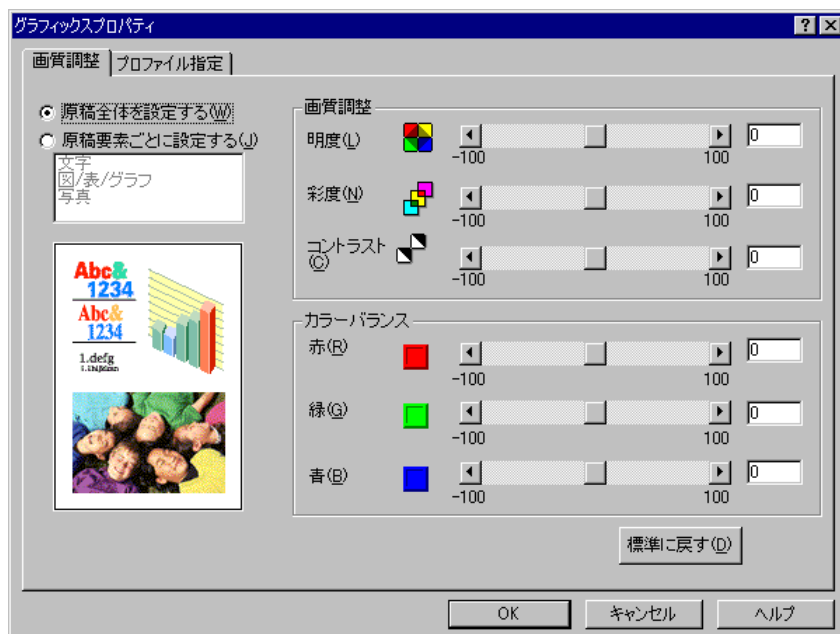 グラフィックスプロパティ
画質調整
プロファイル指定
原稿全体を設定する(W)
原稿要素ごとに設定する(J)
文字
図/表/グラフ
写真
Abc&
1234
Abc&
1234
1.defg
画質調整
明度(L)
0
-100
100
彩度(N)
0
-100
100
コントラスト
(C)
0
-100
100
カラーバランス
赤(R)
0
-100
100
緑(G)
0
-100
100
青(B)
0
-100
100
標準に戻す(D)
OK
キャンセル
ヘルプ